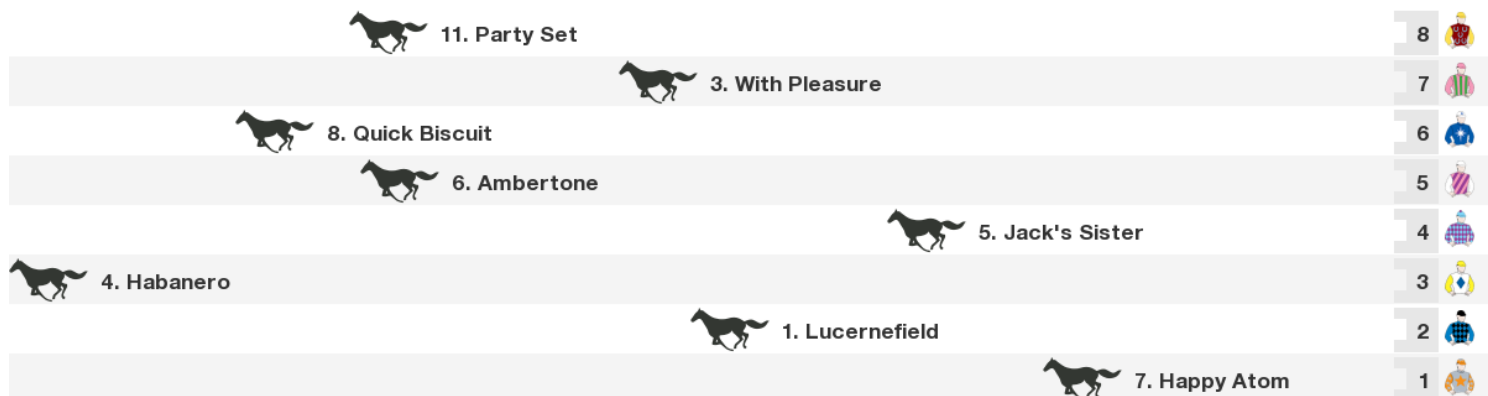 11. Party Set 8
3. With Pleasure 7
8. Quick Biscuit 6
6. Ambertone 5
5. Jack's Sister 4
4. Habanero 3
1. Lucernefield 2
7. Happy Atom 1